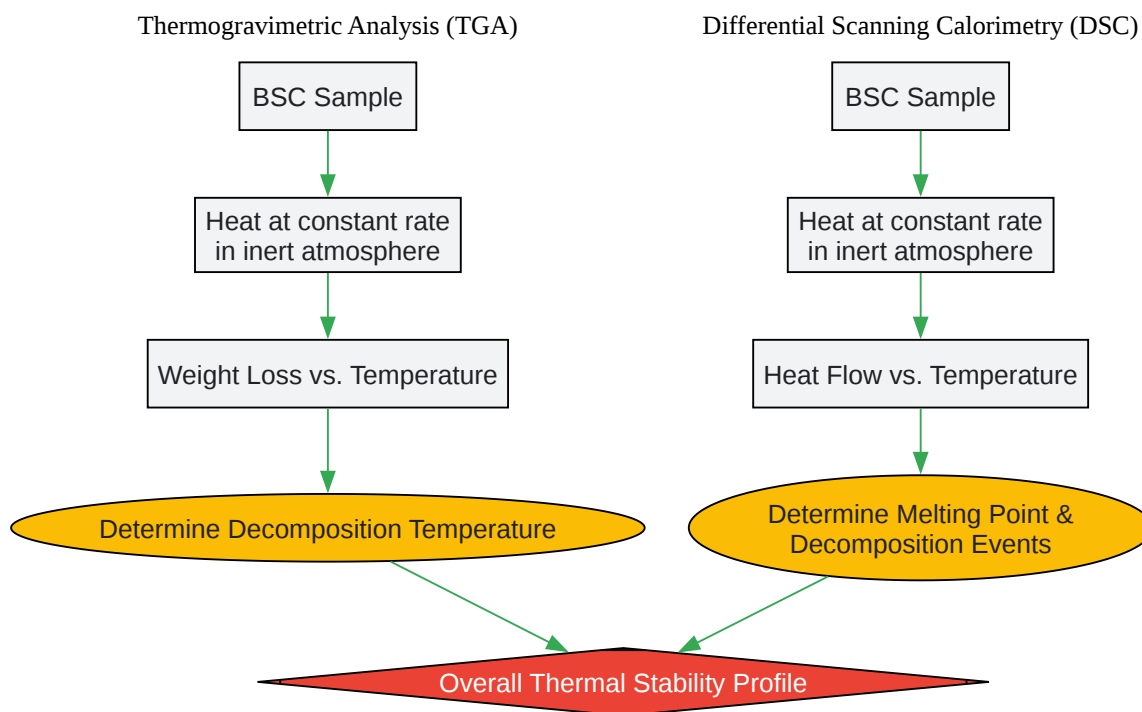 Thermogravimetric Analysis (TGA)
BSC Sample
Heat at constant rate
in inert atmosphere
Weight Loss vs. Temperature
Determine Decomposition Temperature
Differential Scanning Calorimetry (DSC)
BSC Sample
Heat at constant rate
in inert atmosphere
Heat Flow vs. Temperature
Determine Melting Point &
Decomposition Events
Overall Thermal Stability Profile